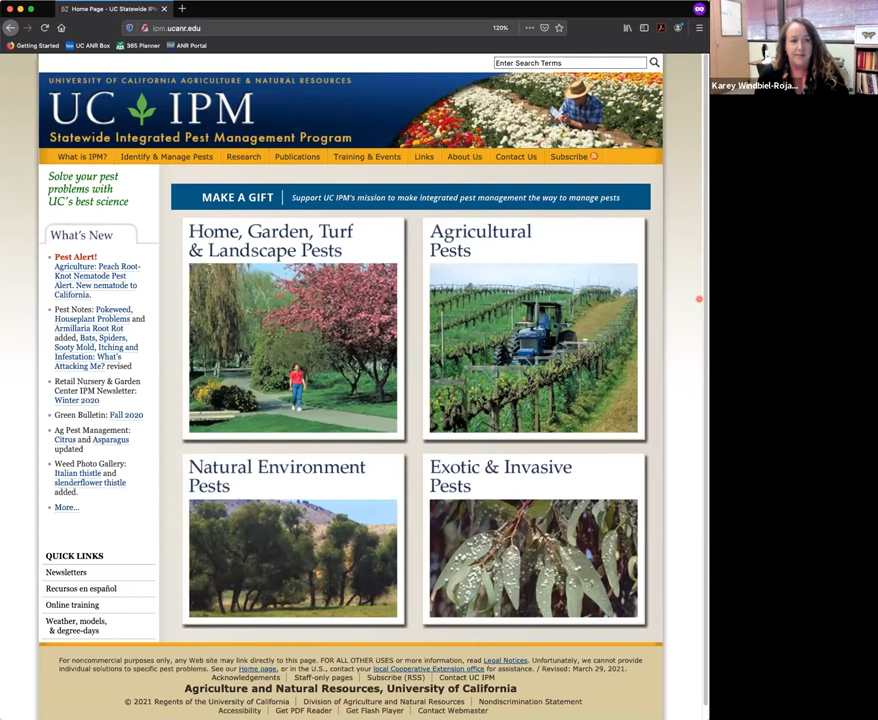 Home Page - UC Statewide IPM
ipm.ucanr.edu
120%
Getting Started
UC ANR Box
365 Planner
ANR Portal
Enter Search Terms
UNIVERSITY OF CALIFORNIA AGRICULTURE & NATURAL RESOURCES
UC IPM
Statewide Integrated Pest Management Program
What is IPM? Identify & Manage Pests Research Publications Training & Events Links About Us Contact Us Subscribe
Solve your pest
problems with
UC's best science
What's New
Pest Alert!
Agriculture: Peach Root-
Knot Nematode Pest
Alert. New nematode to
California.
Pest Notes: Pokeweed,
Houseplant Problems and
Armillaria Root Rot
added, Bats, Spiders,
Sooty Mold, Itching and
Infestation: What's
Attacking Me? revised
Retail Nursery & Garden
Center IPM Newsletter:
Winter 2020
Green Bulletin: Fall 2020
Ag Pest Management:
Citrus and Asparagus
updated
Weed Photo Gallery:
Italian thistle and
slenderflower thistle
added.
More...
QUICK LINKS
Newsletters
Recursos en español
Online training
Weather, models,
& degree-days
MAKE A GIFT | Support UC IPM's mission to make integrated pest management the way to manage pests
Home, Garden, Turf
& Landscape Pests
Agricultural
Pests
Natural Environment
Pests
Exotic & Invasive
Pests
For noncommercial purposes only, any Web site may link directly to this page. FOR ALL OTHER USES or more information, read Legal Notices. Unfortunately, we cannot provide
individual solutions to specific pest problems. See our Home page, or in the U.S., contact your local Cooperative Extension office for assistance. / Revised: March 29, 2021.
Acknowledgements | Staff-only pages | Subscribe (RSS) | Contact UC IPM
Agriculture and Natural Resources, University of California
© 2021 Regents of the University of California | Division of Agriculture and Natural Resources | Nondiscrimination Statement
Accessibility | Get PDF Reader | Get Flash Player | Contact Webmaster
Karey Windbiel-Roja...